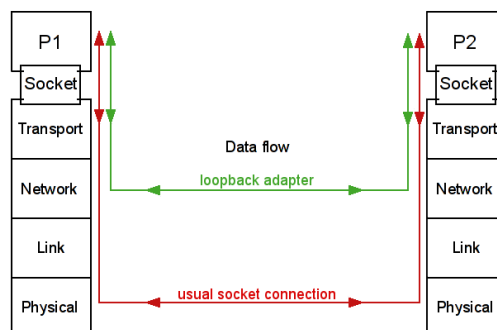 P1
Socket
Transport
Network
Link
Physical
Data flow
loopback adapter
usual socket connection
P2
Socket
Transport
Network
Link
Physical